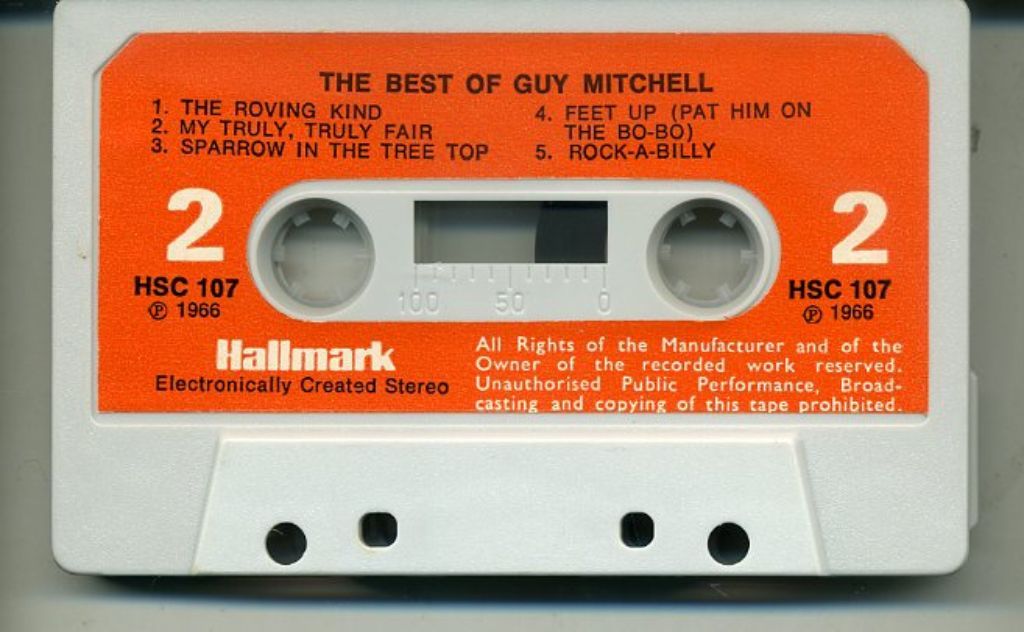 THE BEST OF GUY MITCHELL
1. THE ROVING KIND
2. MY TRULY, TRULY FAIR
3. SPARROW IN THE TREE TOP
4. FEET UP (PAT HIM ON
THE BO-BO)
5. ROCK-A-BILLY
2
2
HSC 107
℗ 1966
100 50 0
HSC 107
℗ 1966
Hallmark
Electronically Created Stereo
All Rights of the Manufacturer and of the
Owner of the recorded work reserved.
Unauthorised Public Performance, Broad-
casting and copying of this tape prohibited.